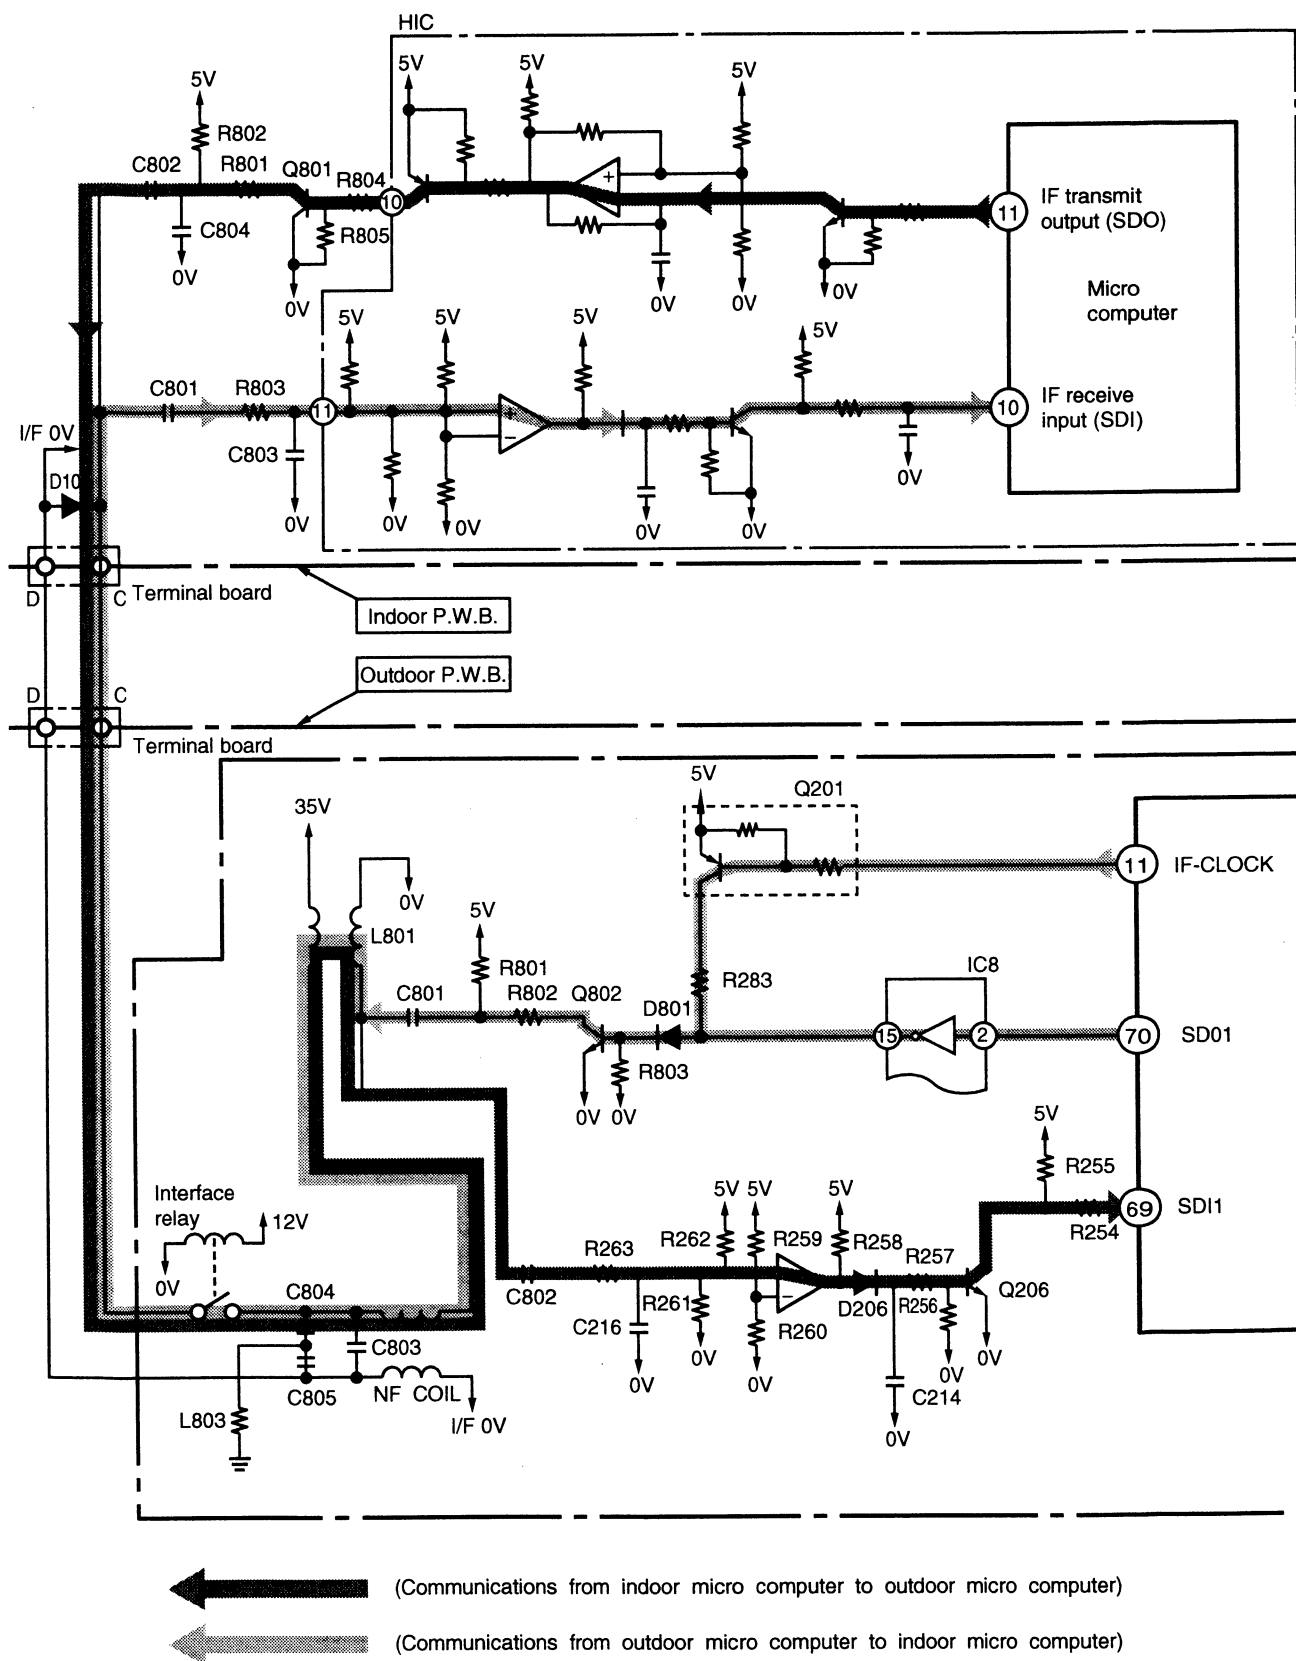 HIC
5V
5V
5V
5V
R802
C802
R801
Q801
R804
10
R805
C804
0V
0V
0V
0V
0V
11
IF transmit
output (SDO)
Micro
computer
5V
5V
5V
5V
C801
R803
11
+
+
−
10
IF receive
input (SDI)
I/F 0V
C803
D10
0V
0V
0V
0V
0V
0V
D
C
Terminal board
Indoor P.W.B.
Outdoor P.W.B.
D
C
Terminal board
5V
Q201
35V
0V
11
IF-CLOCK
5V
L801
R801
C801
R802
Q802
D801
R283
IC8
15
2
70
SD01
R803
0V
0V
5V
R255
Interface
relay
12V
0V
5V
5V
5V
R262
R259
R258
R263
R257
69
SDI1
R254
C804
C802
R261
−
D206
R256
Q206
C216
R260
C803
0V
0V
0V
0V
0V
C805
NF COIL
C214
L803
I/F 0V
0V
(Communications from indoor micro computer to outdoor micro computer)
(Communications from outdoor micro computer to indoor micro computer)